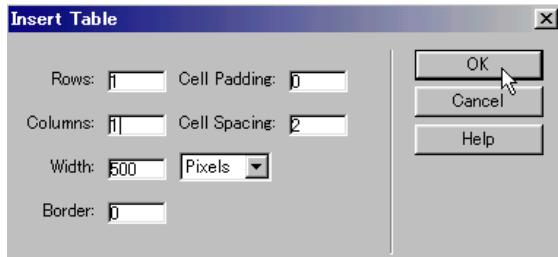 Insert Table
Rows: 1 Cell Padding: 0 OK
Columns: 1 Cell Spacing: 2 Cancel
Width: 500 Pixels Help
Border: 0